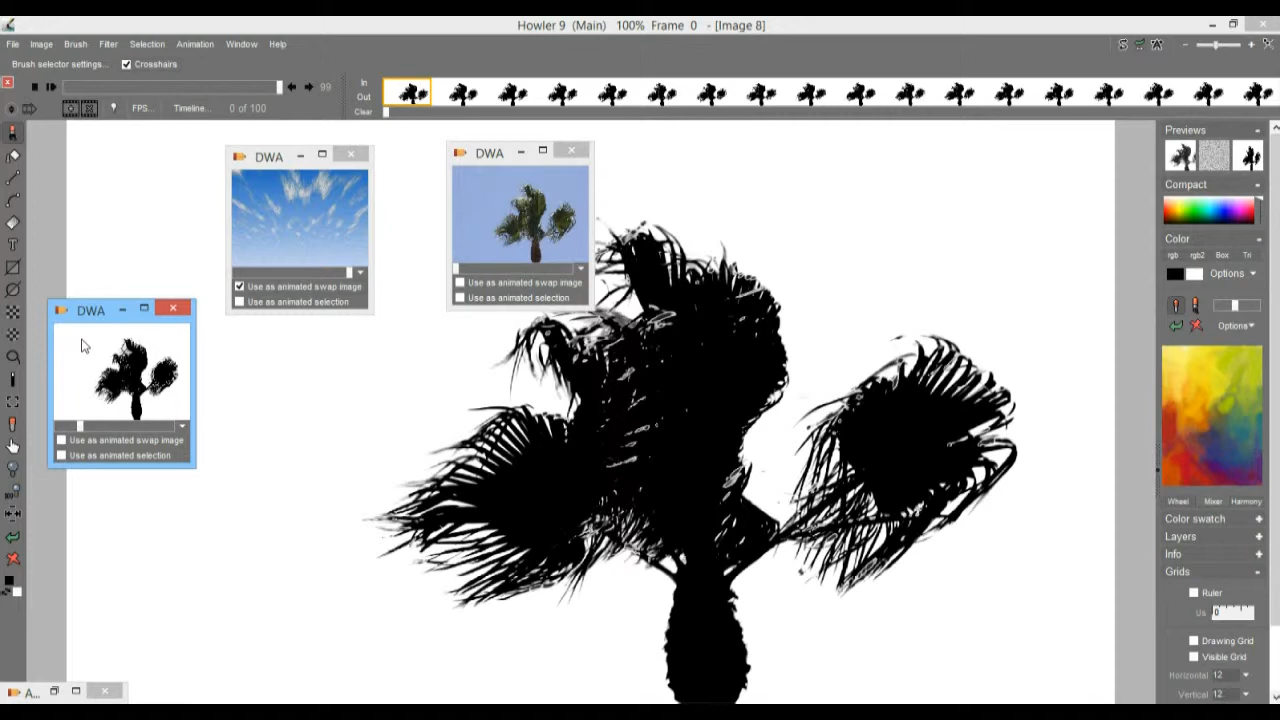 Howler 9 (Main) 100% Frame 0 - [Image 8]
File Image Brush Filter Selection Animation Window Help
Brush selector settings... Crosshairs
99
In
Out
Clear
FPS... Timeline... 0 of 100
DWA
Use as animated swap image
Use as animated selection
DWA
Use as animated swap image
Use as animated selection
DWA
Use as animated swap image
Use as animated selection
A...
Previews
Compact
Color
rgb rgb2 Box Tri
Options
Options
Wheel Mixer Harmony
Color swatch
Layers
Info
Grids
Ruler
Us 0
Drawing Grid
Visible Grid
Horizontal 12
Vertical 12